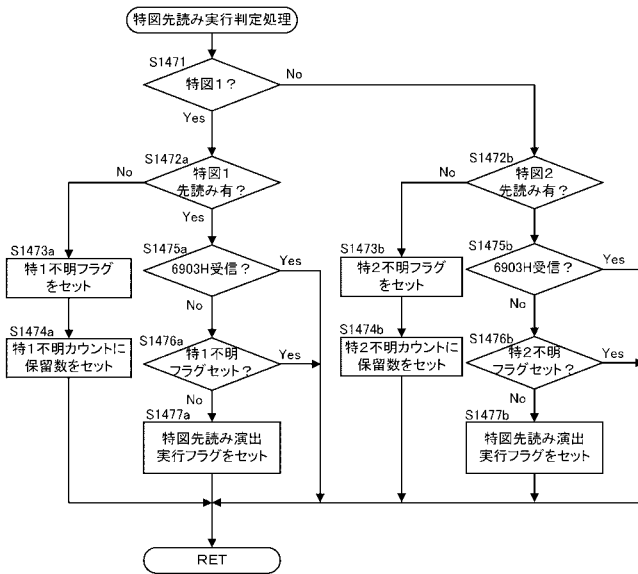 特図先読み実行判定処理
S1471
特図1?
No
Yes
S1472a
特図1
先読み有?
No
Yes
S1472b
特図2
先読み有?
No
Yes
S1473a
特1不明フラグ
をセット
S1475a
6903H受信?
Yes
No
S1473b
特2不明フラグ
をセット
S1475b
6903H受信?
Yes
No
S1474a
特1不明カウントに
保留数をセット
S1476a
特1不明
フラグセット?
Yes
No
S1474b
特2不明カウントに
保留数をセット
S1476b
特2不明
フラグセット?
Yes
No
S1477a
特図先読み演出
実行フラグをセット
S1477b
特図先読み演出
実行フラグをセット
RET